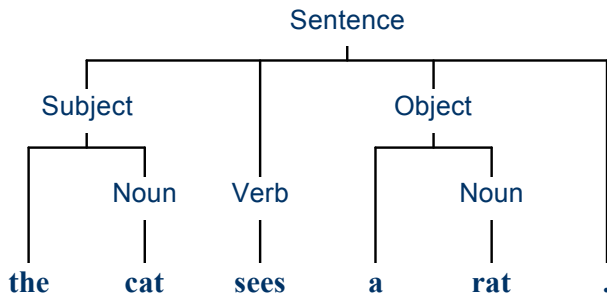 Sentence
Subject Object
Noun Verb Noun
the cat sees a rat .